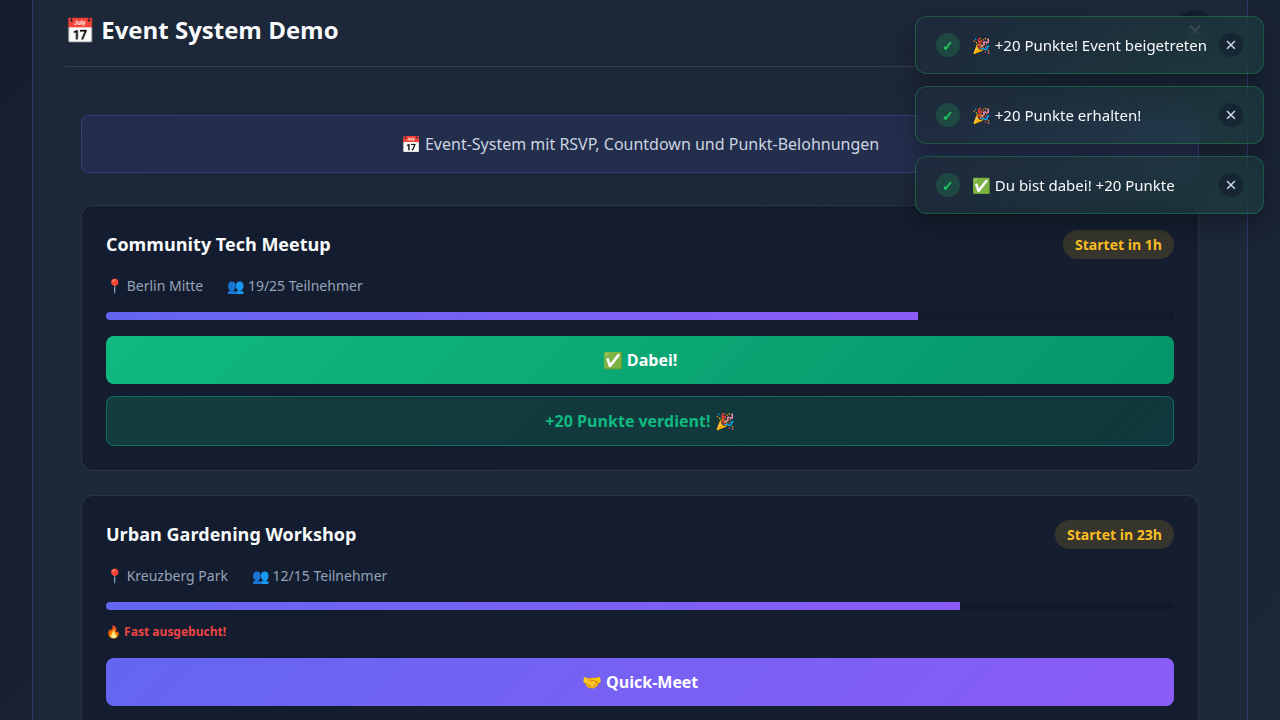 📅 Event System Demo
🎉 +20 Punkte! Event beigetreten
🎉 +20 Punkte erhalten!
✅ Du bist dabei! +20 Punkte
📅 Event-System mit RSVP, Countdown und Punkt-Belohnungen
Community Tech Meetup
Startet in 1h
📍 Berlin Mitte 👥 19/25 Teilnehmer
✅ Dabei!
+20 Punkte verdient! 🎉
Urban Gardening Workshop
Startet in 23h
📍 Kreuzberg Park 👥 12/15 Teilnehmer
🔥 Fast ausgebucht!
🤝 Quick-Meet